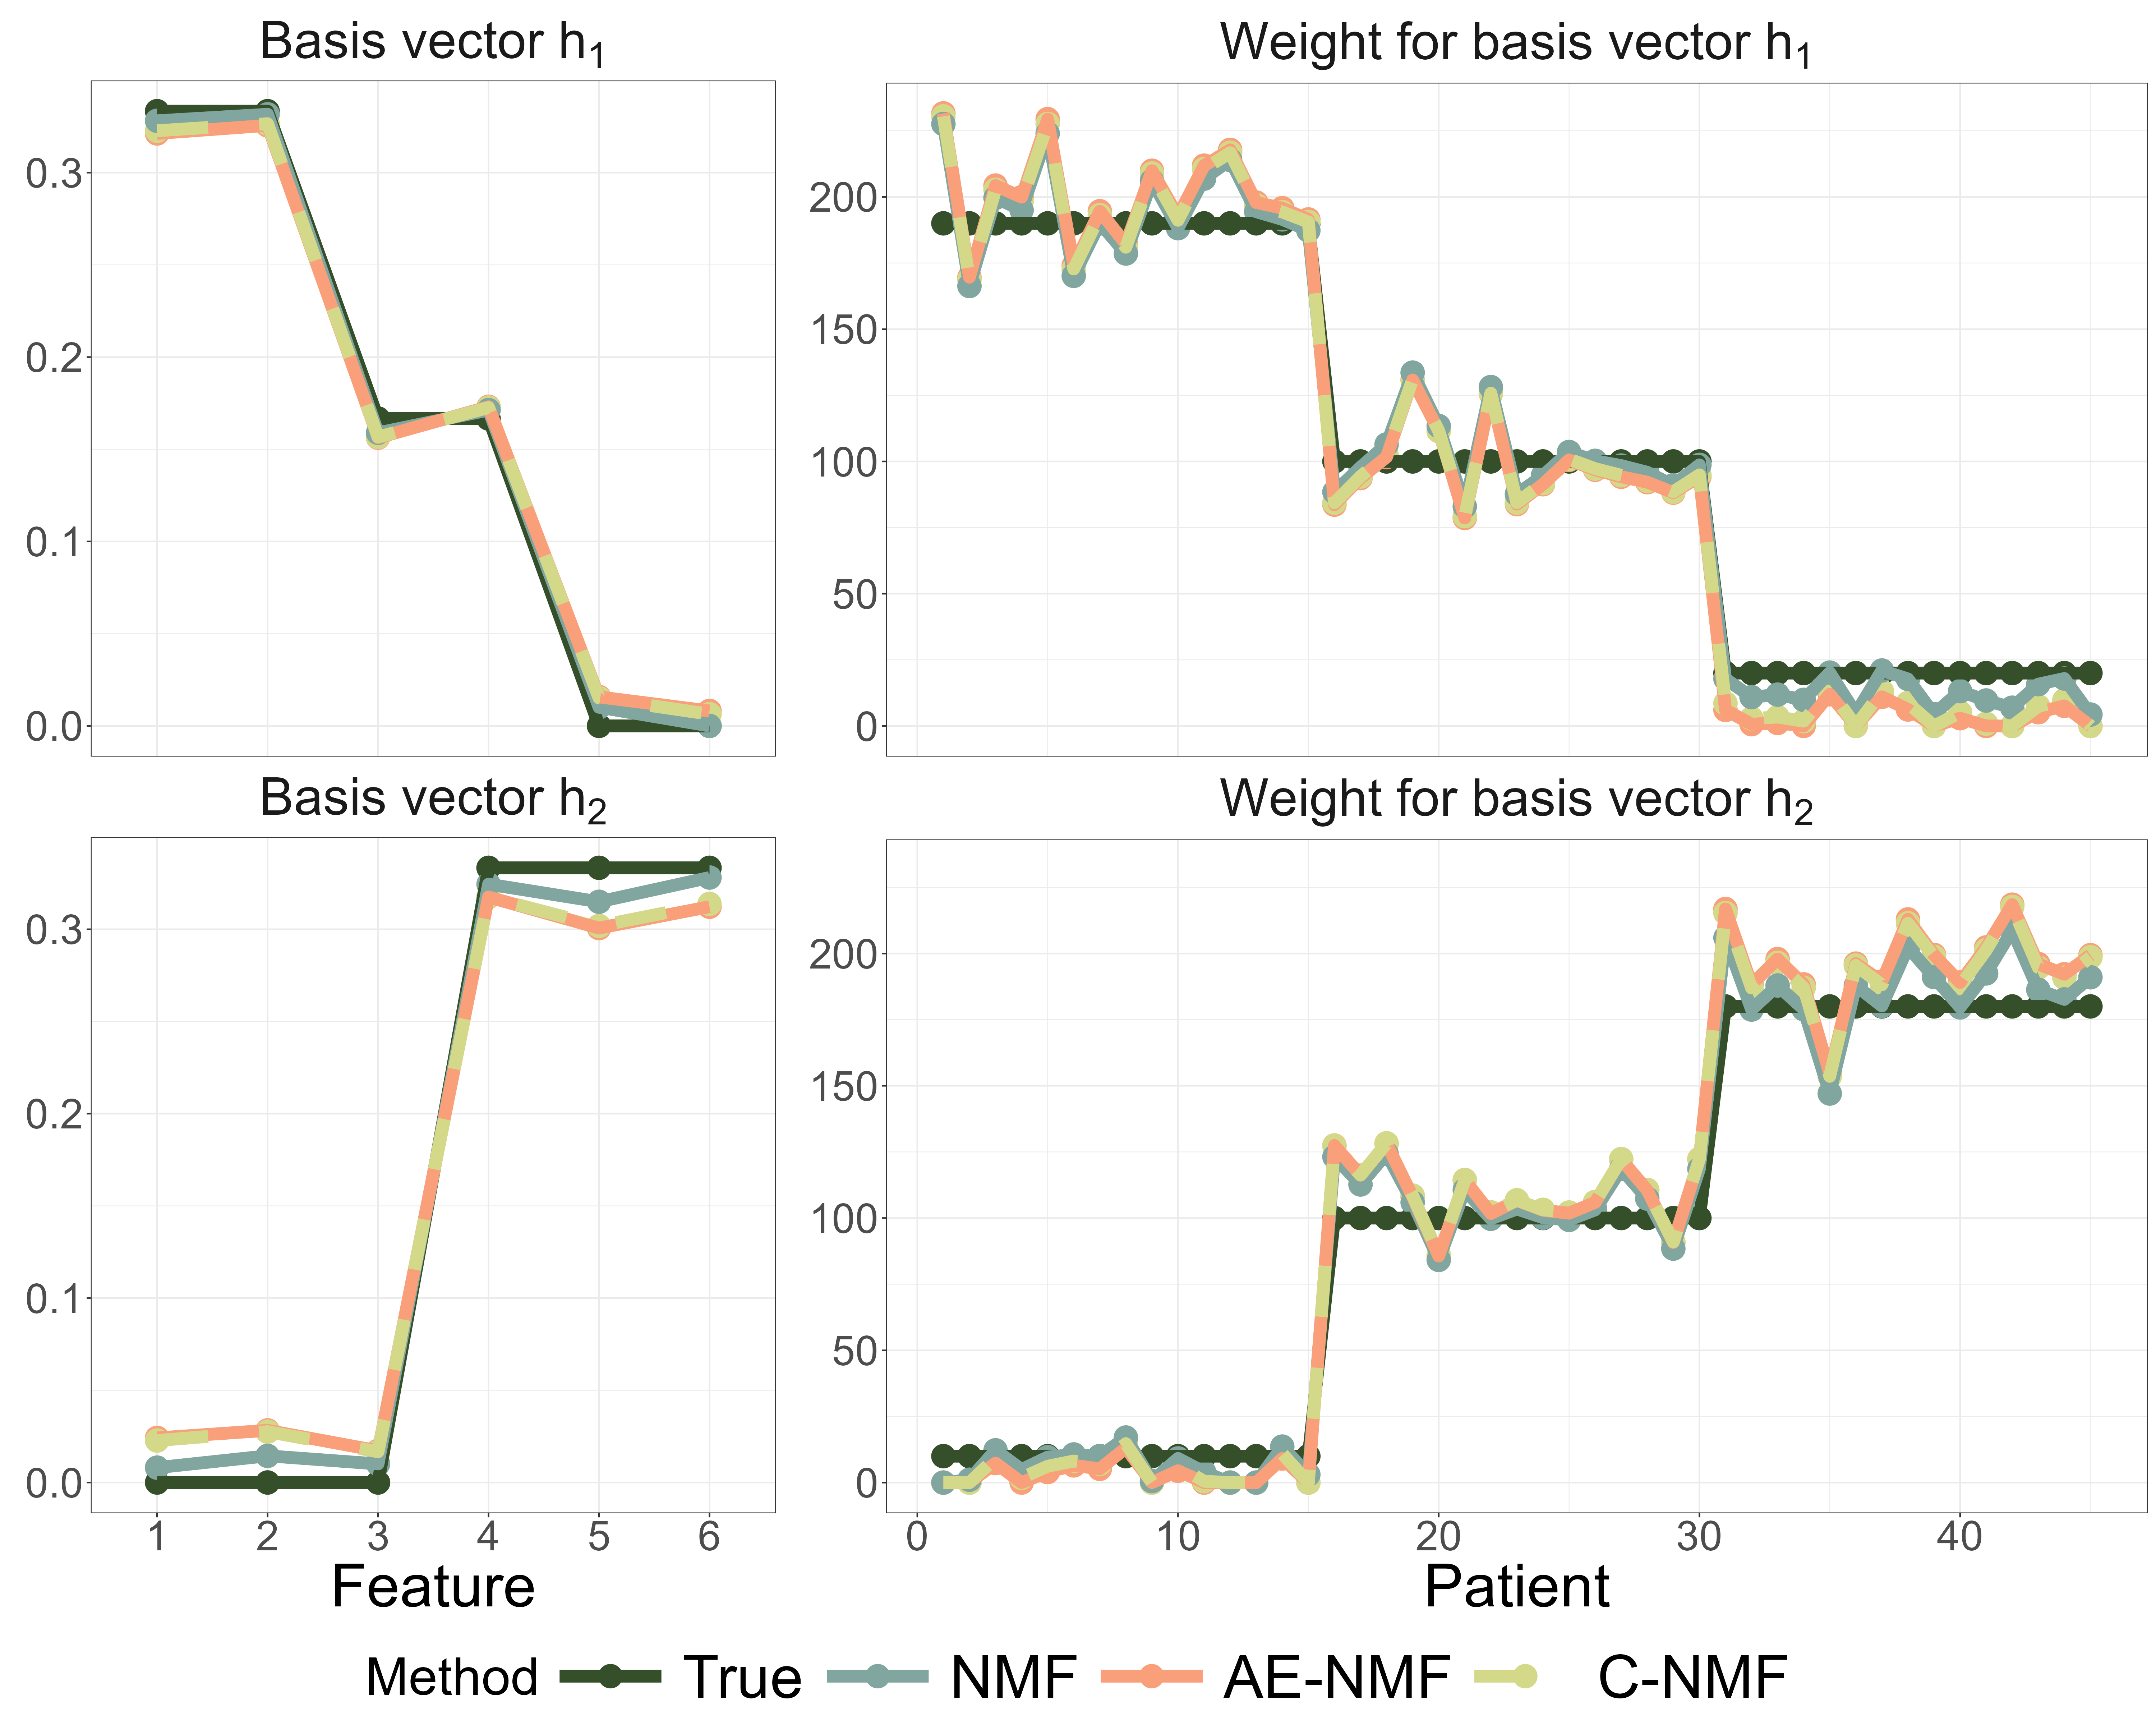 Basis vector h1
Weight for basis vector h1
0.3
0.2
0.1
0.0
200
150
100
50
0
Basis vector h2
Weight for basis vector h2
0.3
0.2
0.1
0.0
200
150
100
50
0
1 2 3 4 5 6
0 10 20 30 40
Feature
Patient
Method True NMF AE-NMF C-NMF